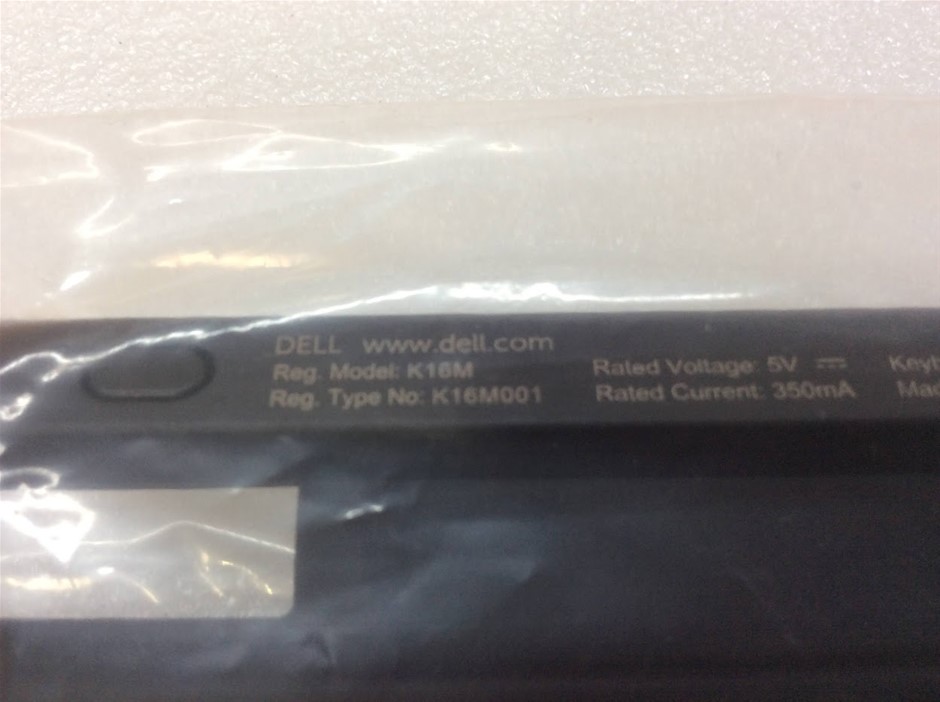 DELL www.dell.com
Reg. Model: K16M
Reg. Type No: K16M001
Rated Voltage: 5V ⎓
Rated Current: 350mA